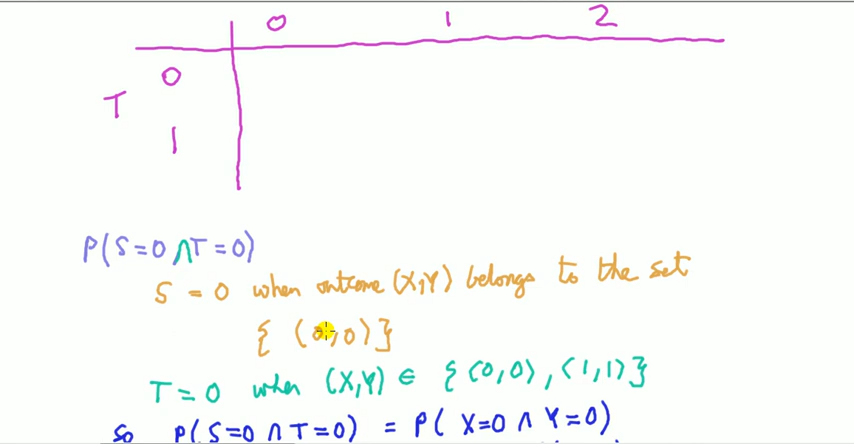 0 1 2
0
T
1
P(S=0 ∩ T=0)
S = 0 when outcome (X,Y) belongs to the set
{ (0,0) }
T=0 when (X,Y) ∈ { (0,0), (1,1) }
So P(S=0 ∩ T=0) = P( X=0 ∩ Y=0)